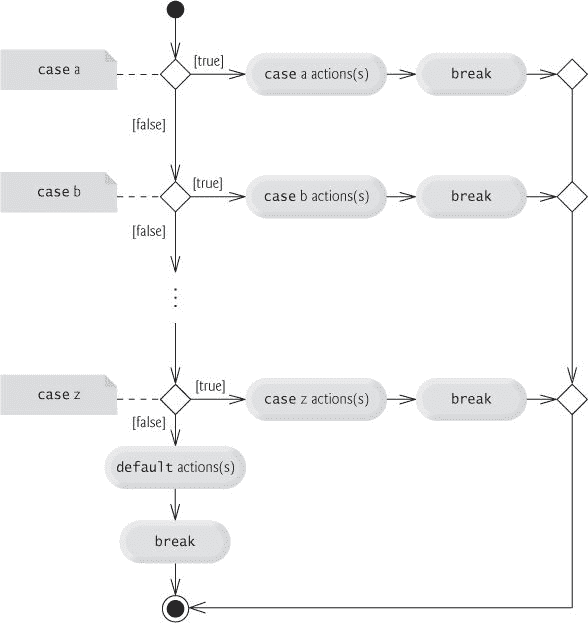 case a
[true]
case a actions(s)
break
[false]
case b
[true]
case b actions(s)
break
[false]
case z
[true]
case z actions(s)
break
[false]
default actions(s)
break